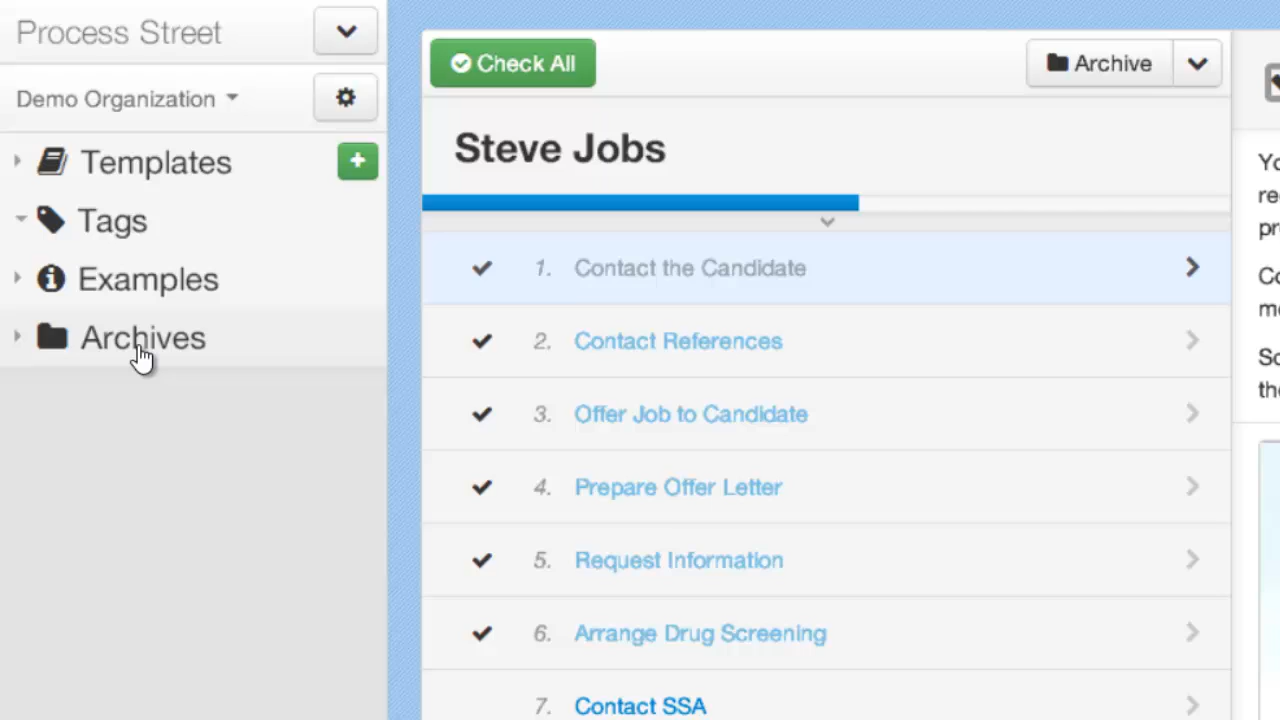 Process Street
Demo Organization
Templates
Tags
Examples
Archives
Check All
Archive
Steve Jobs
1. Contact the Candidate
2. Contact References
3. Offer Job to Candidate
4. Prepare Offer Letter
5. Request Information
6. Arrange Drug Screening
7. Contact SSA